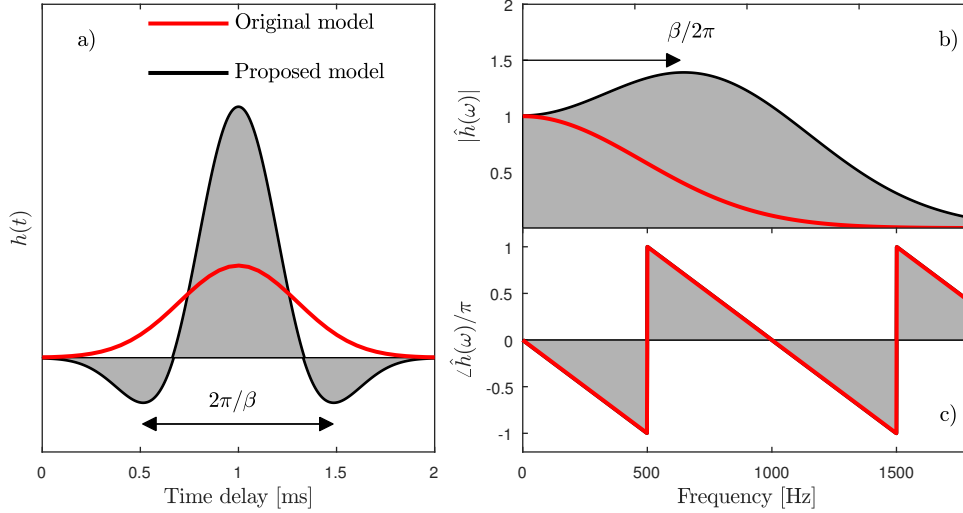 a)
Original model
Proposed model
h(t)
2π/β
0
0.5
1
1.5
2
Time delay [ms]
b)
β/2π
|ĥ(ω)|
2
1.5
1
0.5
c)
∠ĥ(ω)/π
1
0.5
0
-0.5
-1
0
500
1000
1500
Frequency [Hz]